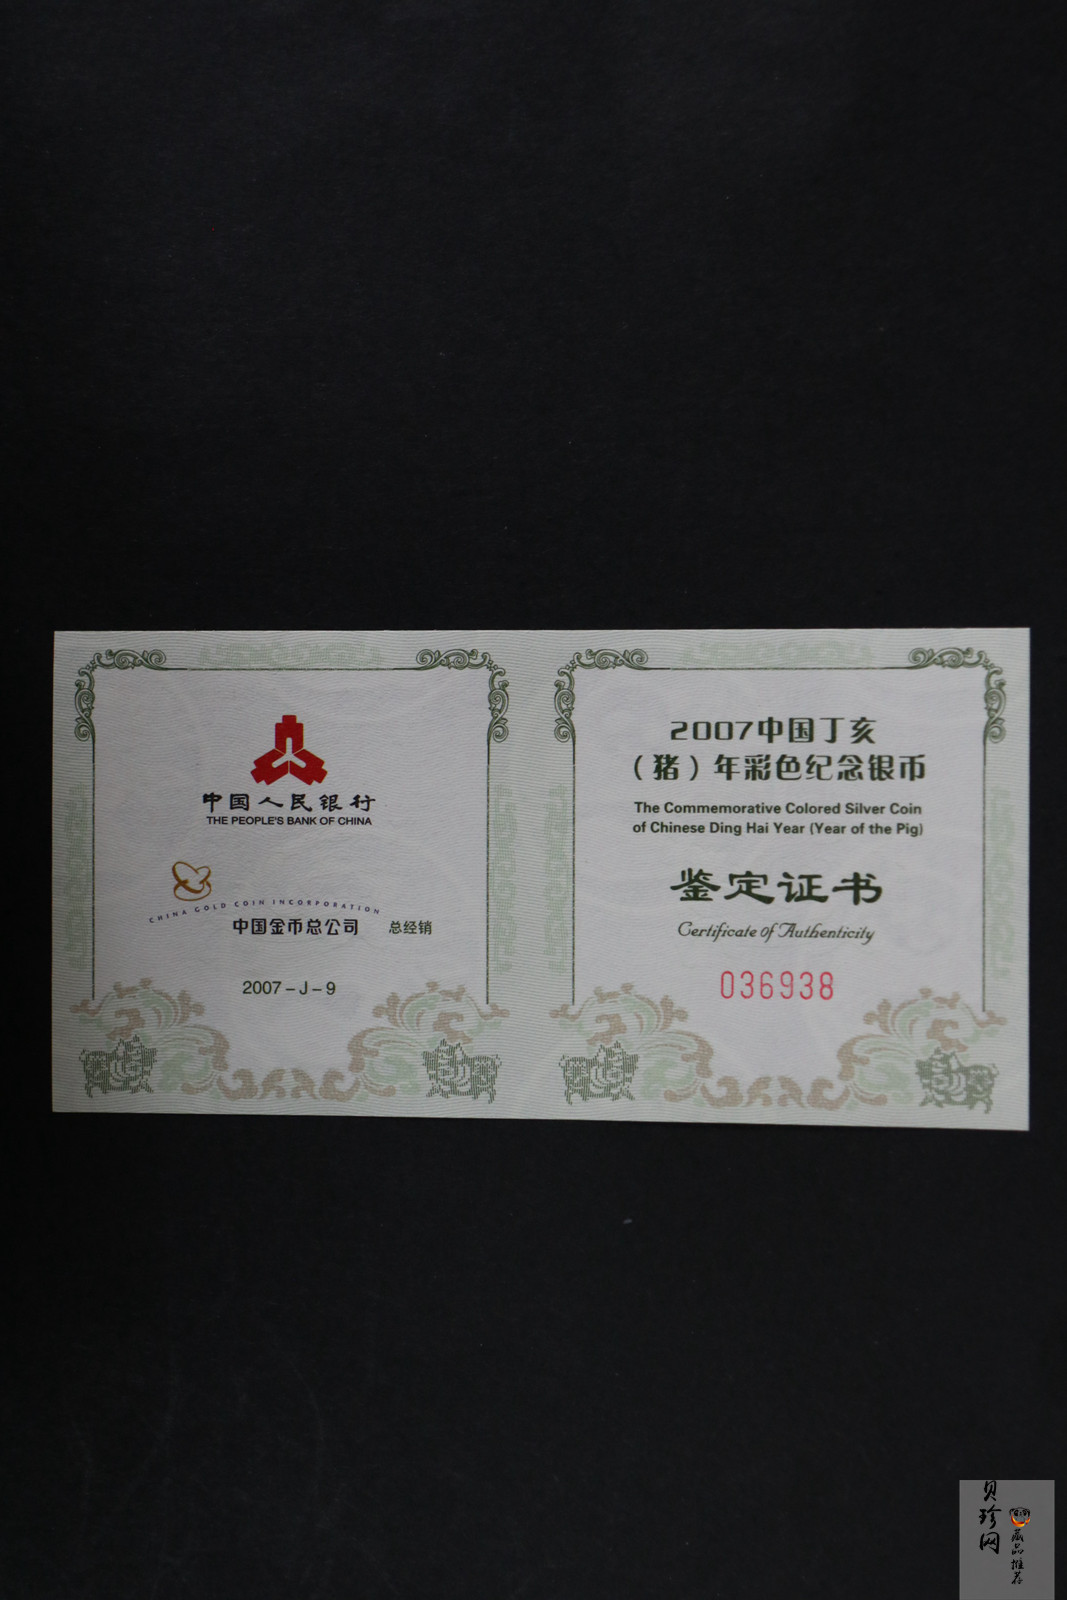 中国人民银行
THE PEOPLE'S BANK OF CHINA
CHINA GOLD COIN INCORPORATION
中国金币总公司 总经销
2007-J-9
2007中国丁亥
（猪）年彩色纪念银币
The Commemorative Colored Silver Coin
of Chinese Ding Hai Year (Year of the Pig)
鉴定证书
Certificate of Authenticity
036938
贝珍网
藏品推荐